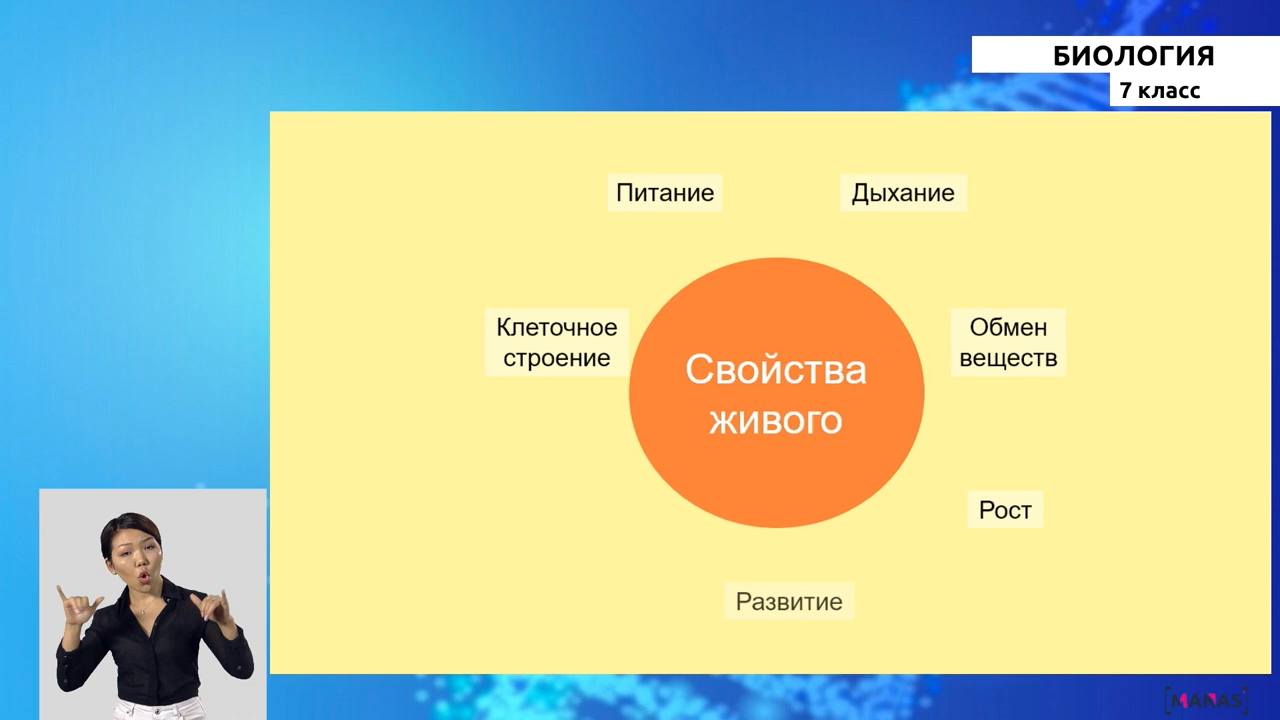 БИОЛОГИЯ
7 класс
Питание
Дыхание
Клеточное
строение
Свойства
живого
Обмен
веществ
Рост
Развитие
MANAS